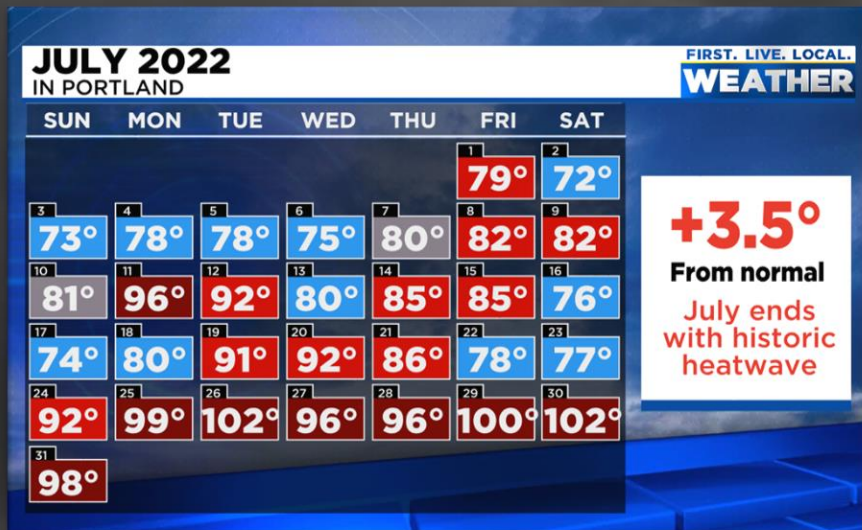 JULY 2022
IN PORTLAND
FIRST. LIVE. LOCAL.
WEATHER
SUN MON TUE WED THU FRI SAT
1 2
79° 72°
3 4 5 6 7 8 9
73° 78° 78° 75° 80° 82° 82°
10 11 12 13 14 15 16
81° 96° 92° 80° 85° 85° 76°
17 18 19 20 21 22 23
74° 80° 91° 92° 86° 78° 77°
24 25 26 27 28 29 30
92° 99° 102° 96° 96° 100° 102°
31
98°
+3.5°
From normal
July ends
with historic
heatwave